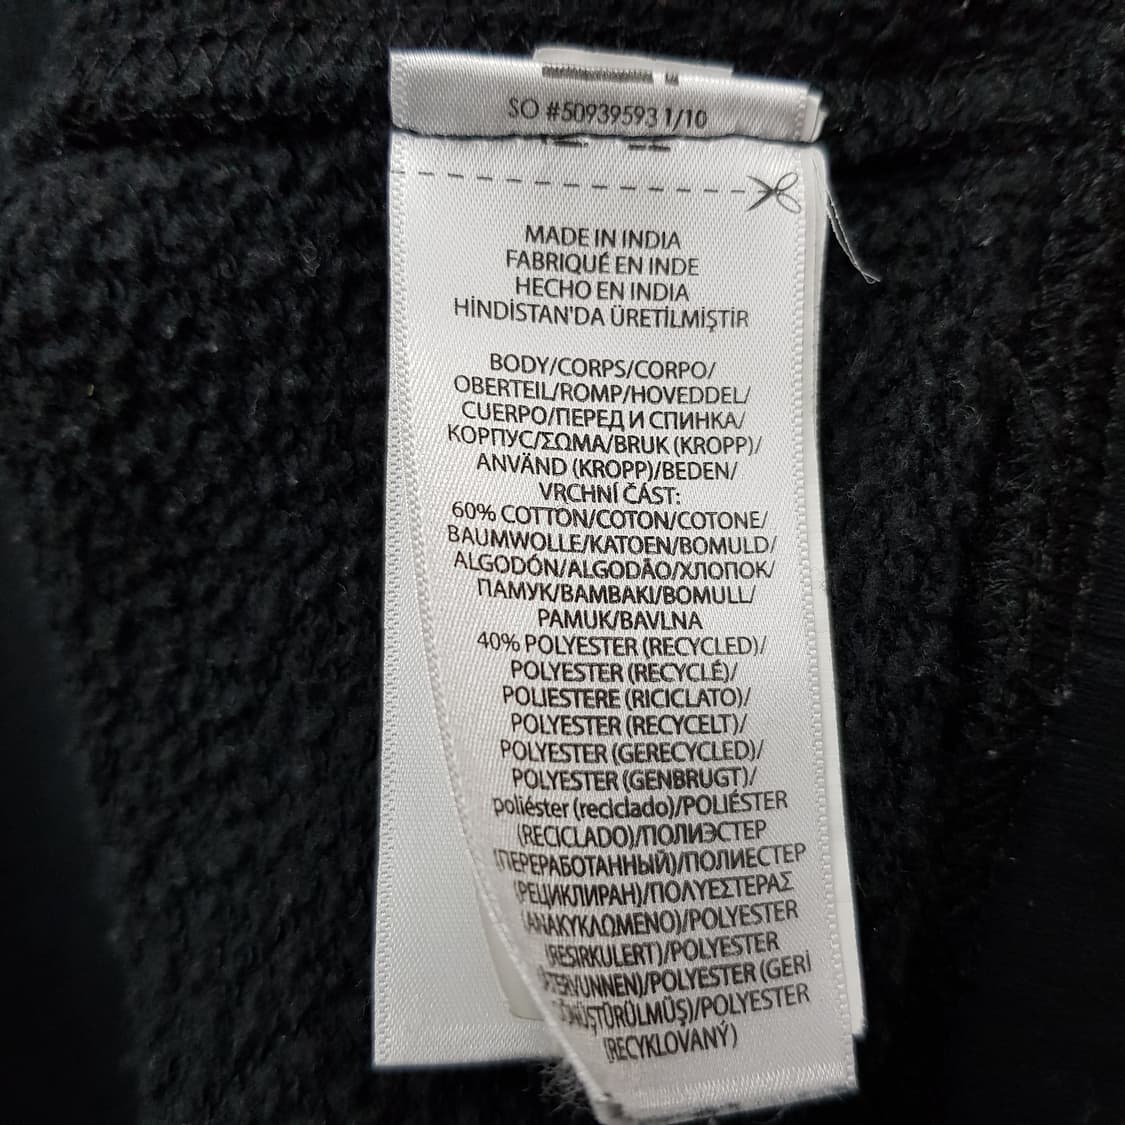 SO #50939593 1/10
MADE IN INDIA
FABRIQUÉ EN INDE
HECHO EN INDIA
HİNDİSTAN'DA ÜRETİLMİŞTİR
BODY/CORPS/CORPO/
OBERTEIL/ROMP/HOVEDDEL/
CUERPO/ПЕРЕД И СПИНКА/
КОРПУС/ΣΩΜΑ/BRUK (KROPP)/
ANVÄND (KROPP)/BEDEN/
VRCHNÍ ČÁST:
60% COTTON/COTON/COTONE/
BAUMWOLLE/KATOEN/BOMULD/
ALGODÓN/ALGODÃO/ХЛОПОК/
ПАМУК/ΒΑΜΒΑΚΙ/BOMULL/
PAMUK/BAVLNA
40% POLYESTER (RECYCLED)/
POLYESTER (RECYCLÉ)/
POLIESTERE (RICICLATO)/
POLYESTER (RECYCELT)/
POLYESTER (GERECYCLED)/
POLYESTER (GENBRUGT)/
poliéster (reciclado)/POLIÉSTER
(RECICLADO)/ПОЛИЭСТЕР
(ПЕРЕРАБОТАННЫЙ)/ПОЛИЕСТЕР
(РЕЦИКЛИРАН)/ΠΟΛΥΕΣΤΕΡΑΣ
(ΑΝΑΚΥΚΛΩΜΕΝΟ)/POLYESTER
(RESIRKULERT)/POLYESTER
(ÅTERVUNNEN)/POLYESTER (GERİ
DÖNÜŞTÜRÜLMÜŞ)/POLYESTER
(RECYKLOVANÝ)